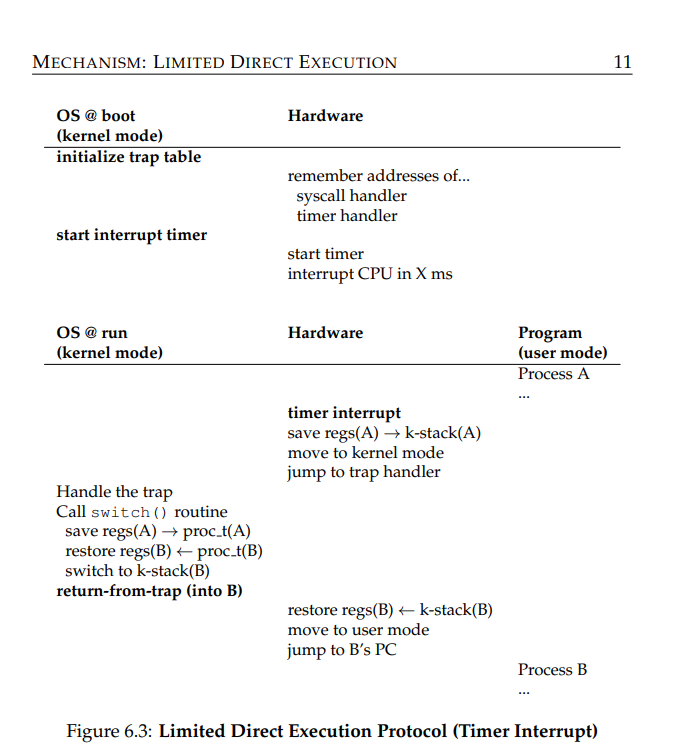 MECHANISM: LIMITED DIRECT EXECUTION 11
OS @ boot Hardware
(kernel mode)
initialize trap table
remember addresses of...
syscall handler
timer handler
start interrupt timer
start timer
interrupt CPU in X ms
OS @ run Hardware Program
(kernel mode) (user mode)
Process A
...
timer interrupt
save regs(A) → k-stack(A)
move to kernel mode
jump to trap handler
Handle the trap
Call switch() routine
save regs(A) → proc_t(A)
restore regs(B) ← proc_t(B)
switch to k-stack(B)
return-from-trap (into B)
restore regs(B) ← k-stack(B)
move to user mode
jump to B's PC
Process B
...
Figure 6.3: Limited Direct Execution Protocol (Timer Interrupt)